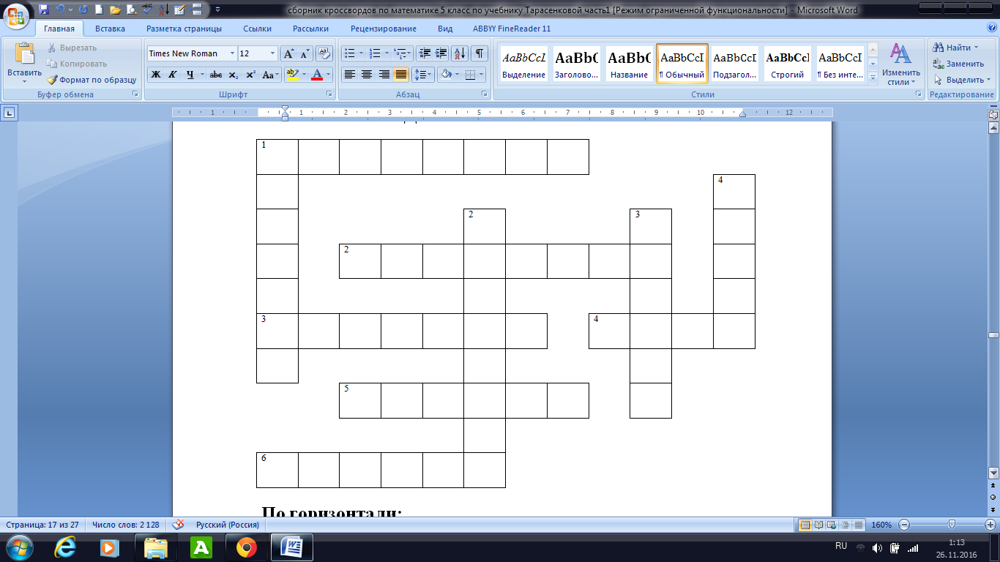 сборник кроссвордов по математике 5 класс по учебнику Герасенковой часть1 [Режим ограниченной функциональности] - Microsoft Word
Главная Вставка Разметка страницы Ссылки Рассылки Рецензирование Вид ABBYY FineReader 11
Вставить
Вырезать
Копировать
Формат по образцу
Буфер обмена
Times New Roman 12
Ж К Ч abc x₂ x² Aa
Шрифт
Абзац
AaBbCcI AaBbC AaBbC AaBbCcI AaBbCcD AaBbCcI AaBbCcI
Выделение Заголово... Название ¶ Обычный Подзагол... Строгий ¶ Без инте...
Стили
Изменить
стили
Найти
Заменить
Выделить
Редактирование
1 1 2 3 4 5 6 7 8 9 10 12
1
4
2 3
2
3 4
5
6
По горизонтали:
Страница: 17 из 27 Число слов: 2 128 Русский (Россия) 160%
RU 1:13
26.11.2016